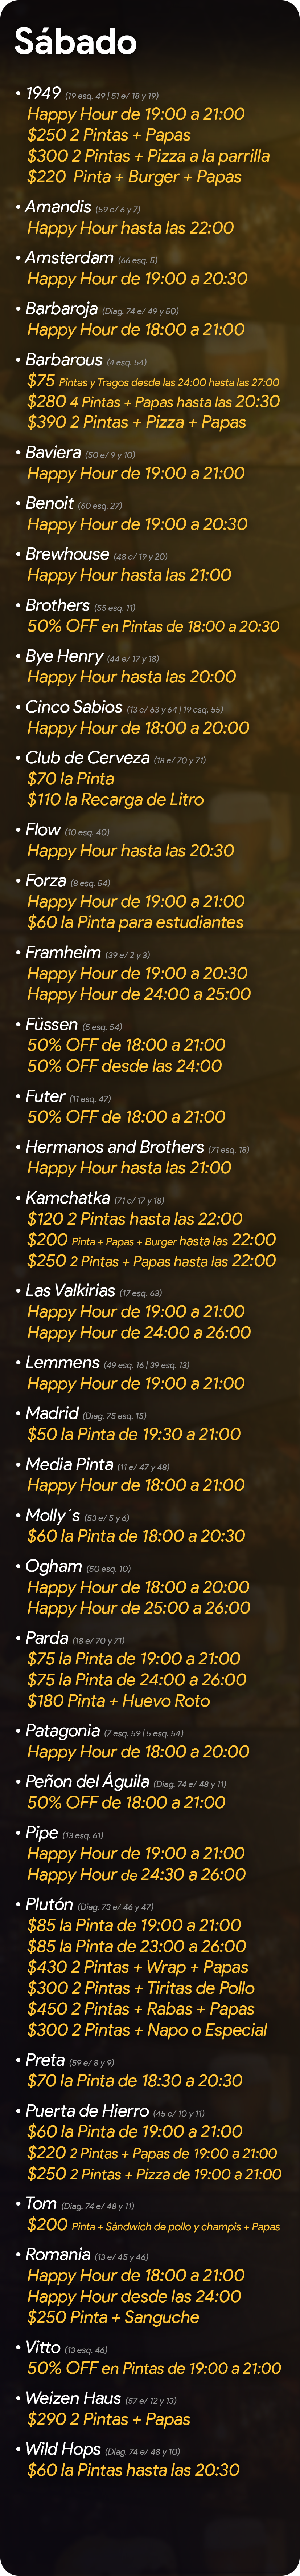 Sábado
• 1949 (19 esq. 49 | 51 e/ 18 y 19)
Happy Hour de 19:00 a 21:00
$250 2 Pintas + Papas
$300 2 Pintas + Pizza a la parrilla
$220 Pinta + Burger + Papas
• Amandis (59 e/ 6 y 7)
Happy Hour hasta las 22:00
• Amsterdam (66 esq. 5)
Happy Hour de 19:00 a 20:30
• Barbaroja (Diag. 74 e/ 49 y 50)
Happy Hour de 18:00 a 21:00
• Barbarous (4 esq. 54)
$75 Pintas y Tragos desde las 24:00 hasta las 27:00
$280 4 Pintas + Papas hasta las 20:30
$390 2 Pintas + Pizza + Papas
• Baviera (50 e/ 9 y 10)
Happy Hour de 19:00 a 21:00
• Benoit (60 esq. 27)
Happy Hour de 19:00 a 20:30
• Brewhouse (48 e/ 19 y 20)
Happy Hour hasta las 21:00
• Brothers (55 esq. 11)
50% OFF en Pintas de 18:00 a 20:30
• Bye Henry (44 e/ 17 y 18)
Happy Hour hasta las 20:00
• Cinco Sabios (13 e/ 63 y 64 | 19 esq. 55)
Happy Hour de 18:00 a 20:00
• Club de Cerveza (18 e/ 70 y 71)
$70 la Pinta
$110 la Recarga de Litro
• Flow (10 esq. 40)
Happy Hour hasta las 20:30
• Forza (8 esq. 54)
Happy Hour de 19:00 a 21:00
$60 la Pinta para estudiantes
• Framheim (39 e/ 2 y 3)
Happy Hour de 19:00 a 20:30
Happy Hour de 24:00 a 25:00
• Füssen (5 esq. 54)
50% OFF de 18:00 a 21:00
50% OFF desde las 24:00
• Futer (11 esq. 47)
50% OFF de 18:00 a 21:00
• Hermanos and Brothers (71 esq. 18)
Happy Hour hasta las 21:00
• Kamchatka (71 e/ 17 y 18)
$120 2 Pintas hasta las 22:00
$200 Pinta + Papas + Burger hasta las 22:00
$250 2 Pintas + Papas hasta las 22:00
• Las Valkirias (17 esq. 63)
Happy Hour de 19:00 a 21:00
Happy Hour de 24:00 a 26:00
• Lemmens (49 esq. 16 | 39 esq. 13)
Happy Hour de 19:00 a 21:00
• Madrid (Diag. 75 esq. 15)
$50 la Pinta de 19:30 a 21:00
• Media Pinta (11 e/ 47 y 48)
Happy Hour de 18:00 a 21:00
• Molly´s (53 e/ 5 y 6)
$60 la Pinta de 18:00 a 20:30
• Ogham (50 esq. 10)
Happy Hour de 18:00 a 20:00
Happy Hour de 25:00 a 26:00
• Parda (18 e/ 70 y 71)
$75 la Pinta de 19:00 a 21:00
$75 la Pinta de 24:00 a 26:00
$180 Pinta + Huevo Roto
• Patagonia (7 esq. 59 | 5 esq. 54)
Happy Hour de 18:00 a 20:00
• Peñon del Águila (Diag. 74 e/ 48 y 11)
50% OFF de 18:00 a 21:00
• Pipe (13 esq. 61)
Happy Hour de 19:00 a 21:00
Happy Hour de 24:30 a 26:00
• Plutón (Diag. 73 e/ 46 y 47)
$85 la Pinta de 19:00 a 21:00
$85 la Pinta de 23:00 a 26:00
$430 2 Pintas + Wrap + Papas
$300 2 Pintas + Tiritas de Pollo
$450 2 Pintas + Rabas + Papas
$300 2 Pintas + Napo o Especial
• Preta (59 e/ 8 y 9)
$70 la Pinta de 18:30 a 20:30
• Puerta de Hierro (45 e/ 10 y 11)
$60 la Pinta de 19:00 a 21:00
$220 2 Pintas + Papas de 19:00 a 21:00
$250 2 Pintas + Pizza de 19:00 a 21:00
• Tom (Diag. 74 e/ 48 y 11)
$200 Pinta + Sándwich de pollo y champis + Papas
• Romania (13 e/ 45 y 46)
Happy Hour de 18:00 a 21:00
Happy Hour desde las 24:00
$250 Pinta + Sanguche
• Vitto (13 esq. 46)
50% OFF en Pintas de 19:00 a 21:00
• Weizen Haus (57 e/ 12 y 13)
$290 2 Pintas + Papas
• Wild Hops (Diag. 74 e/ 48 y 10)
$60 la Pintas hasta las 20:30